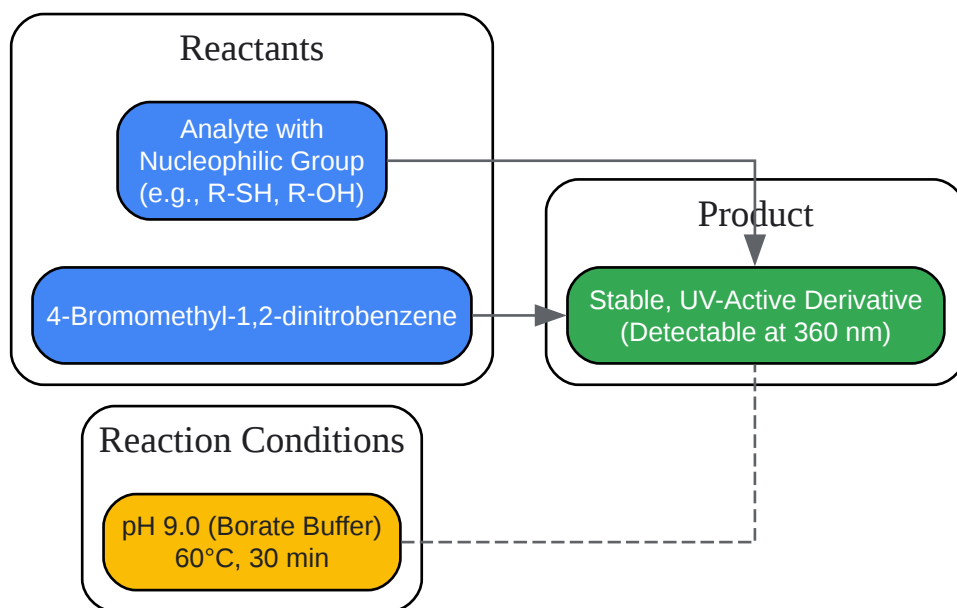 Reactants
Analyte with
Nucleophilic Group
(e.g., R-SH, R-OH)
4-Bromomethyl-1,2-dinitrobenzene
Product
Stable, UV-Active Derivative
(Detectable at 360 nm)
Reaction Conditions
pH 9.0 (Borate Buffer)
60°C, 30 min